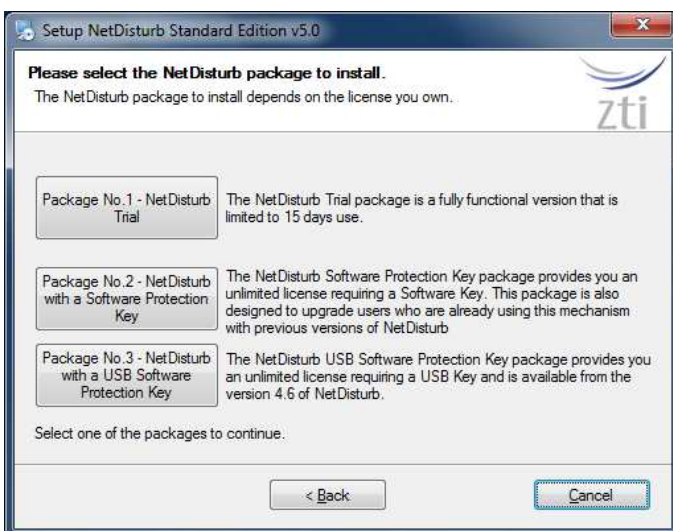 Setup NetDisturb Standard Edition v5.0
Please select the NetDisturb package to install.
The NetDisturb package to install depends on the license you own.
zti
Package No.1 - NetDisturb
Trial
The NetDisturb Trial package is a fully functional version that is
limited to 15 days use.
Package No.2 - NetDisturb
with a Software Protection
Key
The NetDisturb Software Protection Key package provides you an
unlimited license requiring a Software Key. This package is also
designed to upgrade users who are already using this mechanism
with previous versions of NetDisturb
Package No.3 - NetDisturb
with a USB Software
Protection Key
The NetDisturb USB Software Protection Key package provides you
an unlimited license requiring a USB Key and is available from the
version 4.6 of NetDisturb.
Select one of the packages to continue.
< Back
Cancel